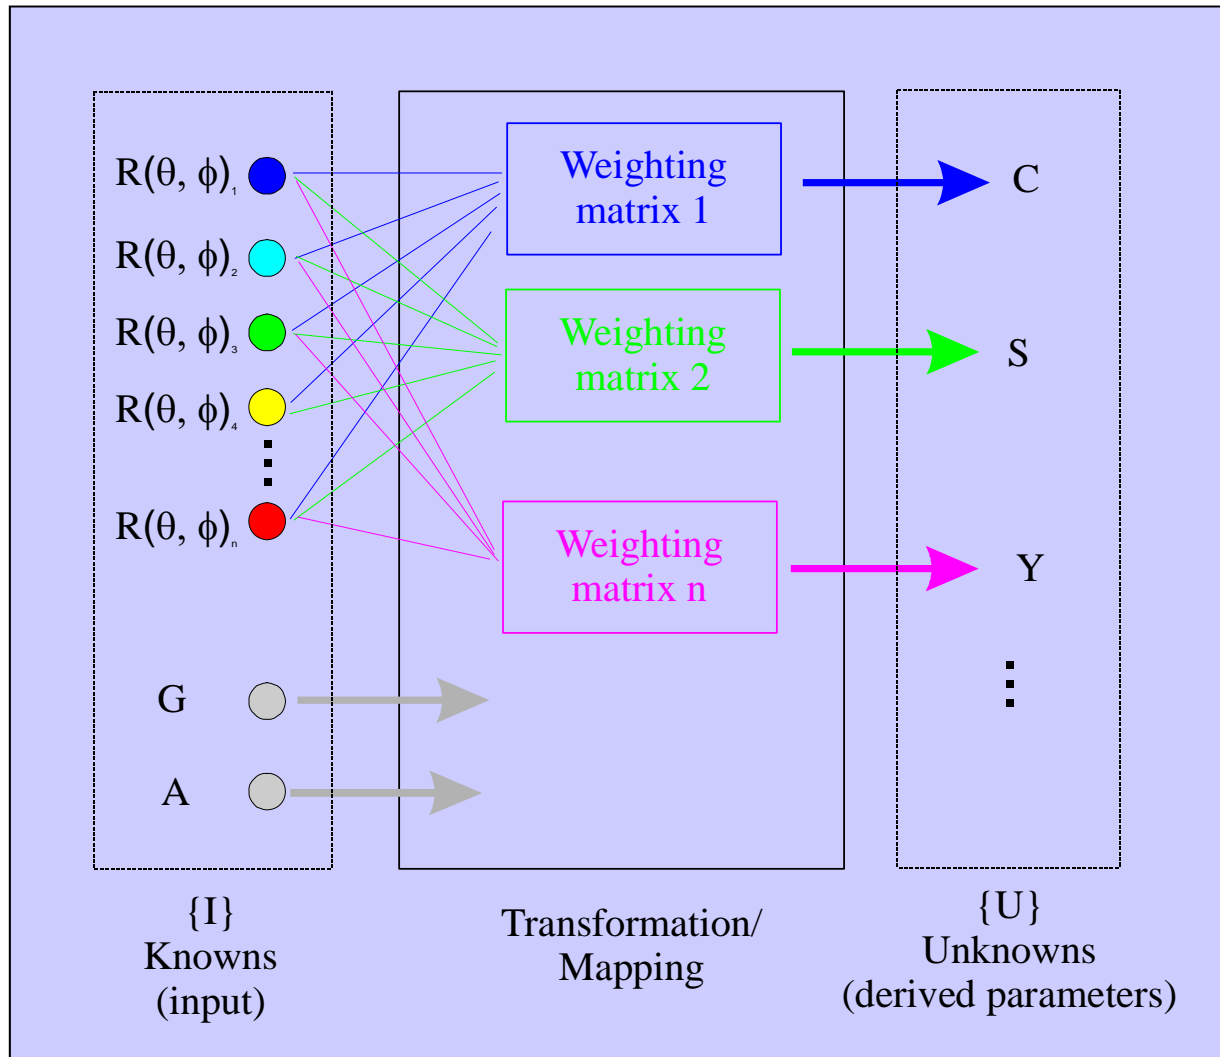 R(θ, ϕ)₁
R(θ, ϕ)₂
R(θ, ϕ)₃
R(θ, ϕ)₄
R(θ, ϕ)ₙ
G
A
{I}
Knowns
(input)
Weighting
matrix 1
Weighting
matrix 2
Weighting
matrix n
Transformation/
Mapping
C
S
Y
{U}
Unknowns
(derived parameters)